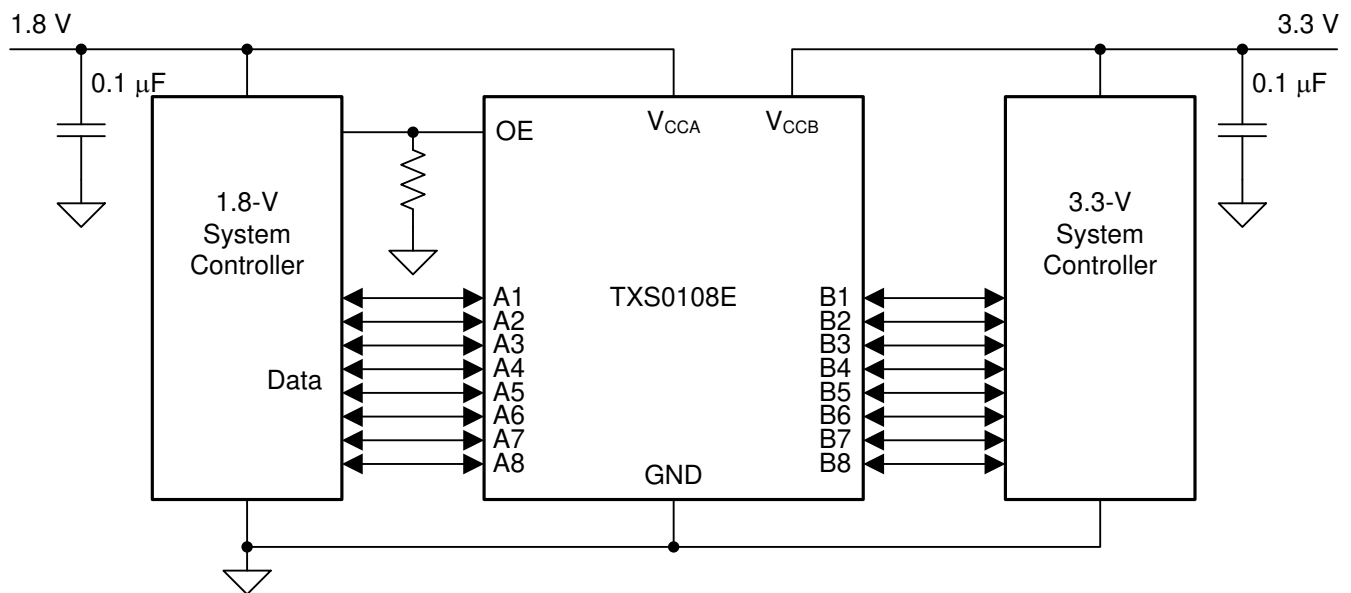 1.8 V
3.3 V
0.1 μF
0.1 μF
OE
VCCA
VCCB
1.8-V
System
Controller
3.3-V
System
Controller
TXS0108E
Data
A1
A2
A3
A4
A5
A6
A7
A8
B1
B2
B3
B4
B5
B6
B7
B8
GND